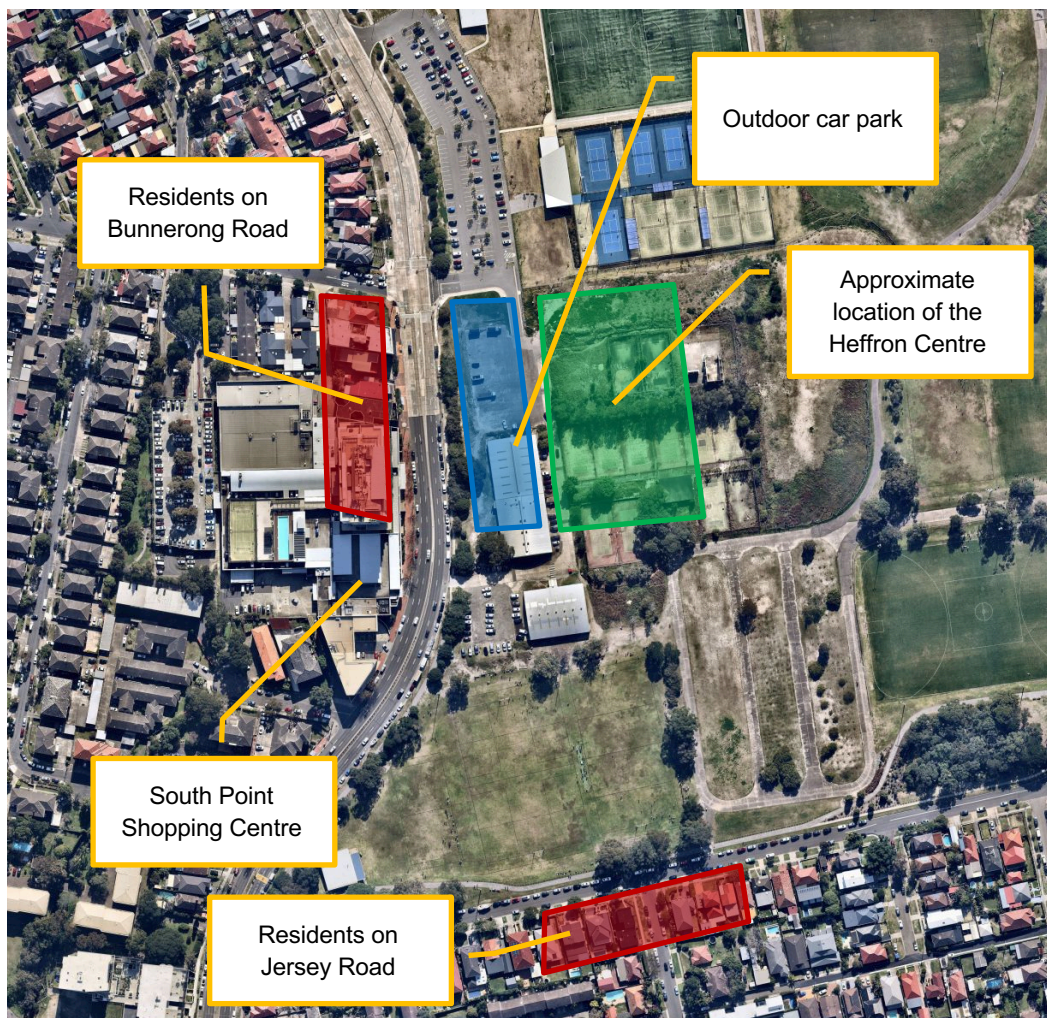 Outdoor car park
Residents on
Bunnerong Road
Approximate
location of the
Heffron Centre
South Point
Shopping Centre
Residents on
Jersey Road